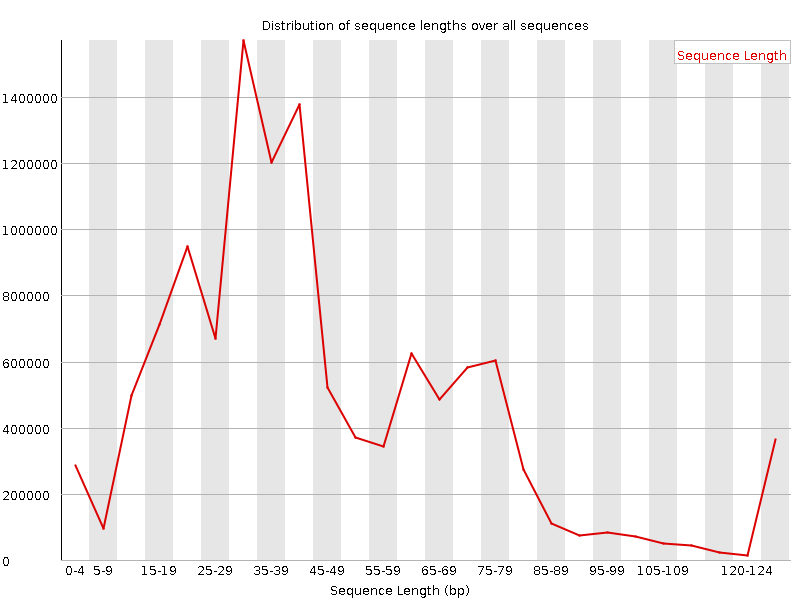 Distribution of sequence lengths over all sequences
Sequence Length
1400000
1200000
1000000
800000
600000
400000
200000
0
0-4 5-9 15-19 25-29 35-39 45-49 55-59 65-69 75-79 85-89 95-99 105-109 120-124
Sequence Length (bp)